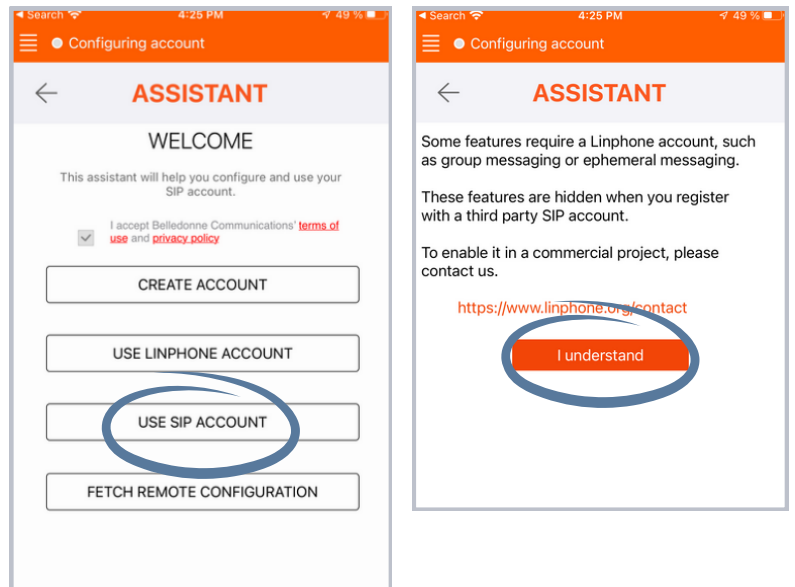 Search 4:25 PM 49 %
Configuring account
ASSISTANT
WELCOME
This assistant will help you configure and use your
SIP account.
I accept Belledonne Communications' terms of
use and privacy policy
CREATE ACCOUNT
USE LINPHONE ACCOUNT
USE SIP ACCOUNT
FETCH REMOTE CONFIGURATION
Search 4:25 PM 49 %
Configuring account
ASSISTANT
Some features require a Linphone account, such
as group messaging or ephemeral messaging.
These features are hidden when you register
with a third party SIP account.
To enable it in a commercial project, please
contact us.
https://www.linphone.org/contact
I understand